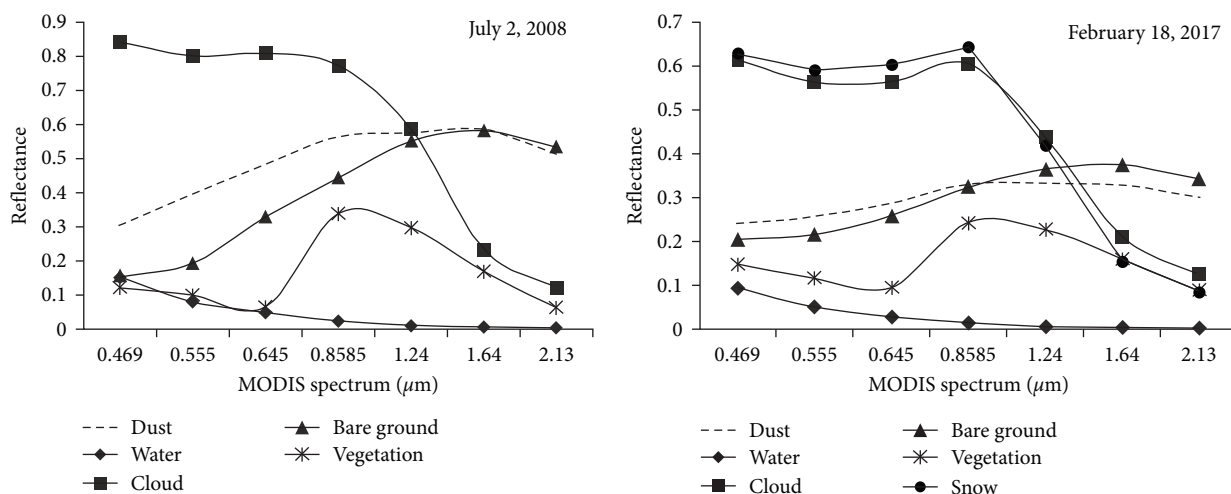 July 2, 2008
Reflectance
0.9
0.8
0.7
0.6
0.5
0.4
0.3
0.2
0.1
0
0.469 0.555 0.645 0.8585 1.24 1.64 2.13
MODIS spectrum (μm)
Dust
Water
Cloud
Bare ground
Vegetation
February 18, 2017
Reflectance
0.7
0.6
0.5
0.4
0.3
0.2
0.1
0
0.469 0.555 0.645 0.8585 1.24 1.64 2.13
MODIS spectrum (μm)
Dust
Water
Cloud
Bare ground
Vegetation
Snow